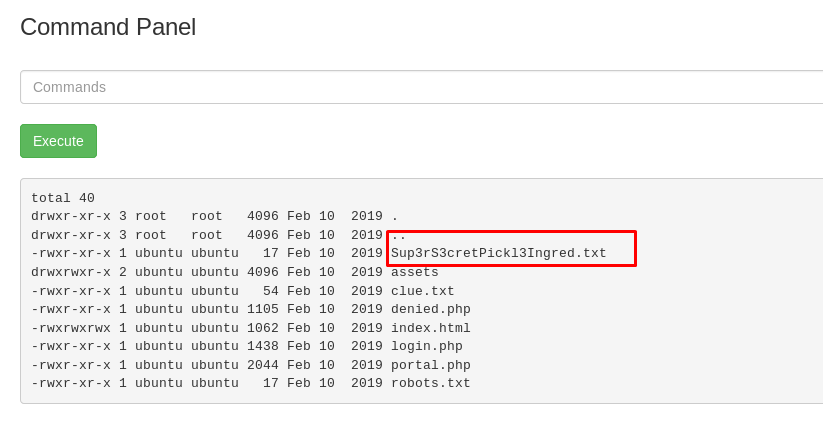 Command Panel
Commands
Execute
total 40
drwxr-xr-x 3 root   root   4096 Feb 10  2019 .
drwxr-xr-x 3 root   root   4096 Feb 10  2019 ..
-rwxr-xr-x 1 ubuntu ubuntu   17 Feb 10  2019 Sup3rS3cretPickl3Ingred.txt
drwxrwxr-x 2 ubuntu ubuntu 4096 Feb 10  2019 assets
-rwxr-xr-x 1 ubuntu ubuntu   54 Feb 10  2019 clue.txt
-rwxr-xr-x 1 ubuntu ubuntu 1105 Feb 10  2019 denied.php
-rwxrwxrwx 1 ubuntu ubuntu 1062 Feb 10  2019 index.html
-rwxr-xr-x 1 ubuntu ubuntu 1438 Feb 10  2019 login.php
-rwxr-xr-x 1 ubuntu ubuntu 2044 Feb 10  2019 portal.php
-rwxr-xr-x 1 ubuntu ubuntu   17 Feb 10  2019 robots.txt